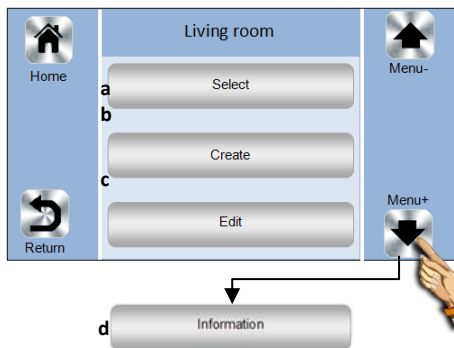 Living room
Home
Menu-
a
Select
b
Create
c
Menu+
Edit
Return
d
Information